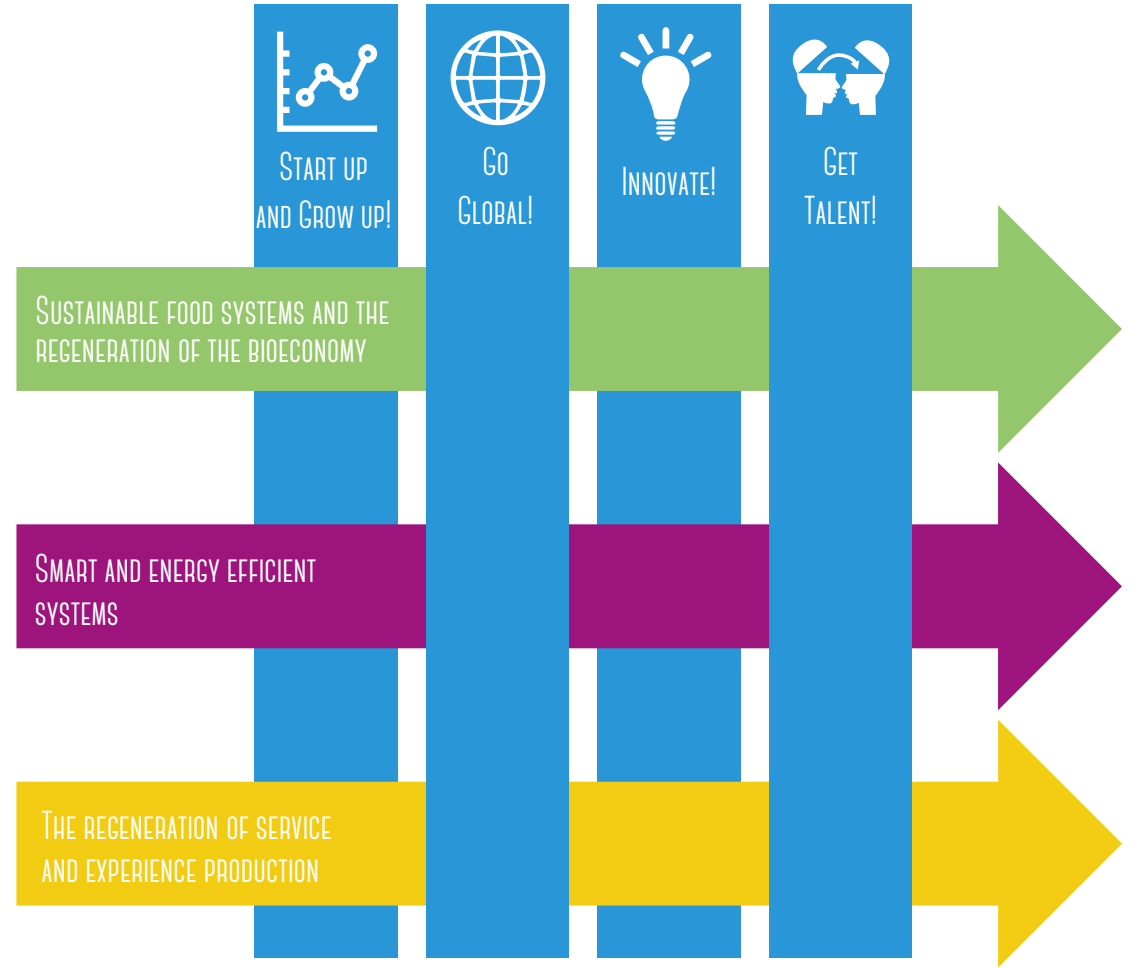 Start up
and Grow up!
Go
Global!
Innovate!
Get
Talent!
Sustainable food systems and the
regeneration of the bioeconomy
Smart and energy efficient
systems
The regeneration of service
and experience production